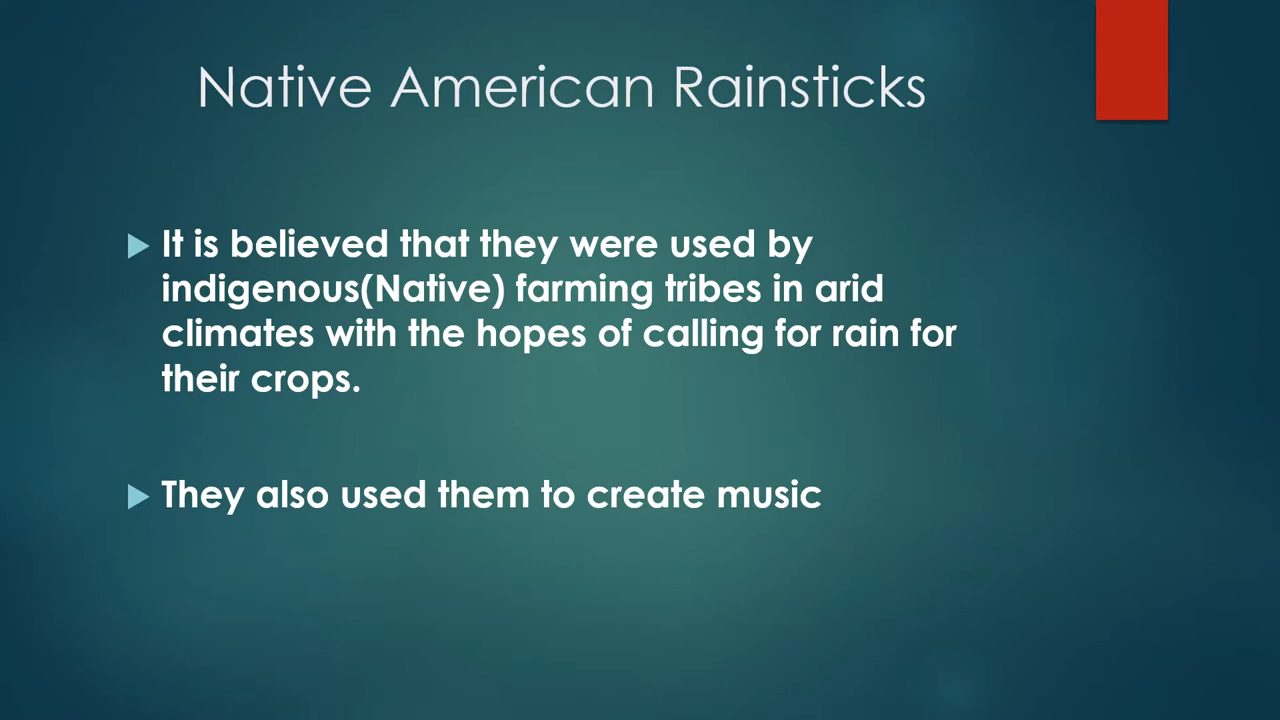 Native American Rainsticks
It is believed that they were used by
indigenous(Native) farming tribes in arid
climates with the hopes of calling for rain for
their crops.
They also used them to create music